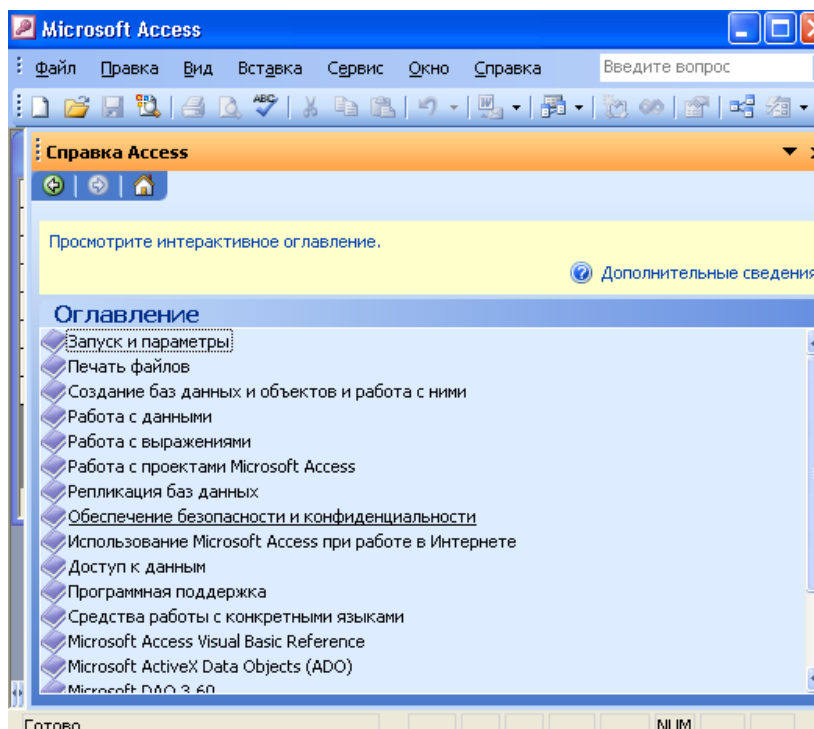 Microsoft Access
Файл Правка Вид Вставка Сервис Окно Справка Введите вопрос
ABC
Справка Access
Просмотрите интерактивное оглавление.
Дополнительные сведения
Оглавление
Запуск и параметры
Печать файлов
Создание баз данных и объектов и работа с ними
Работа с данными
Работа с выражениями
Работа с проектами Microsoft Access
Репликация баз данных
Обеспечение безопасности и конфиденциальности
Использование Microsoft Access при работе в Интернете
Доступ к данным
Программная поддержка
Средства работы с конкретными языками
Microsoft Access Visual Basic Reference
Microsoft ActiveX Data Objects (ADO)
Microsoft DAO 3.60
Готово NUM